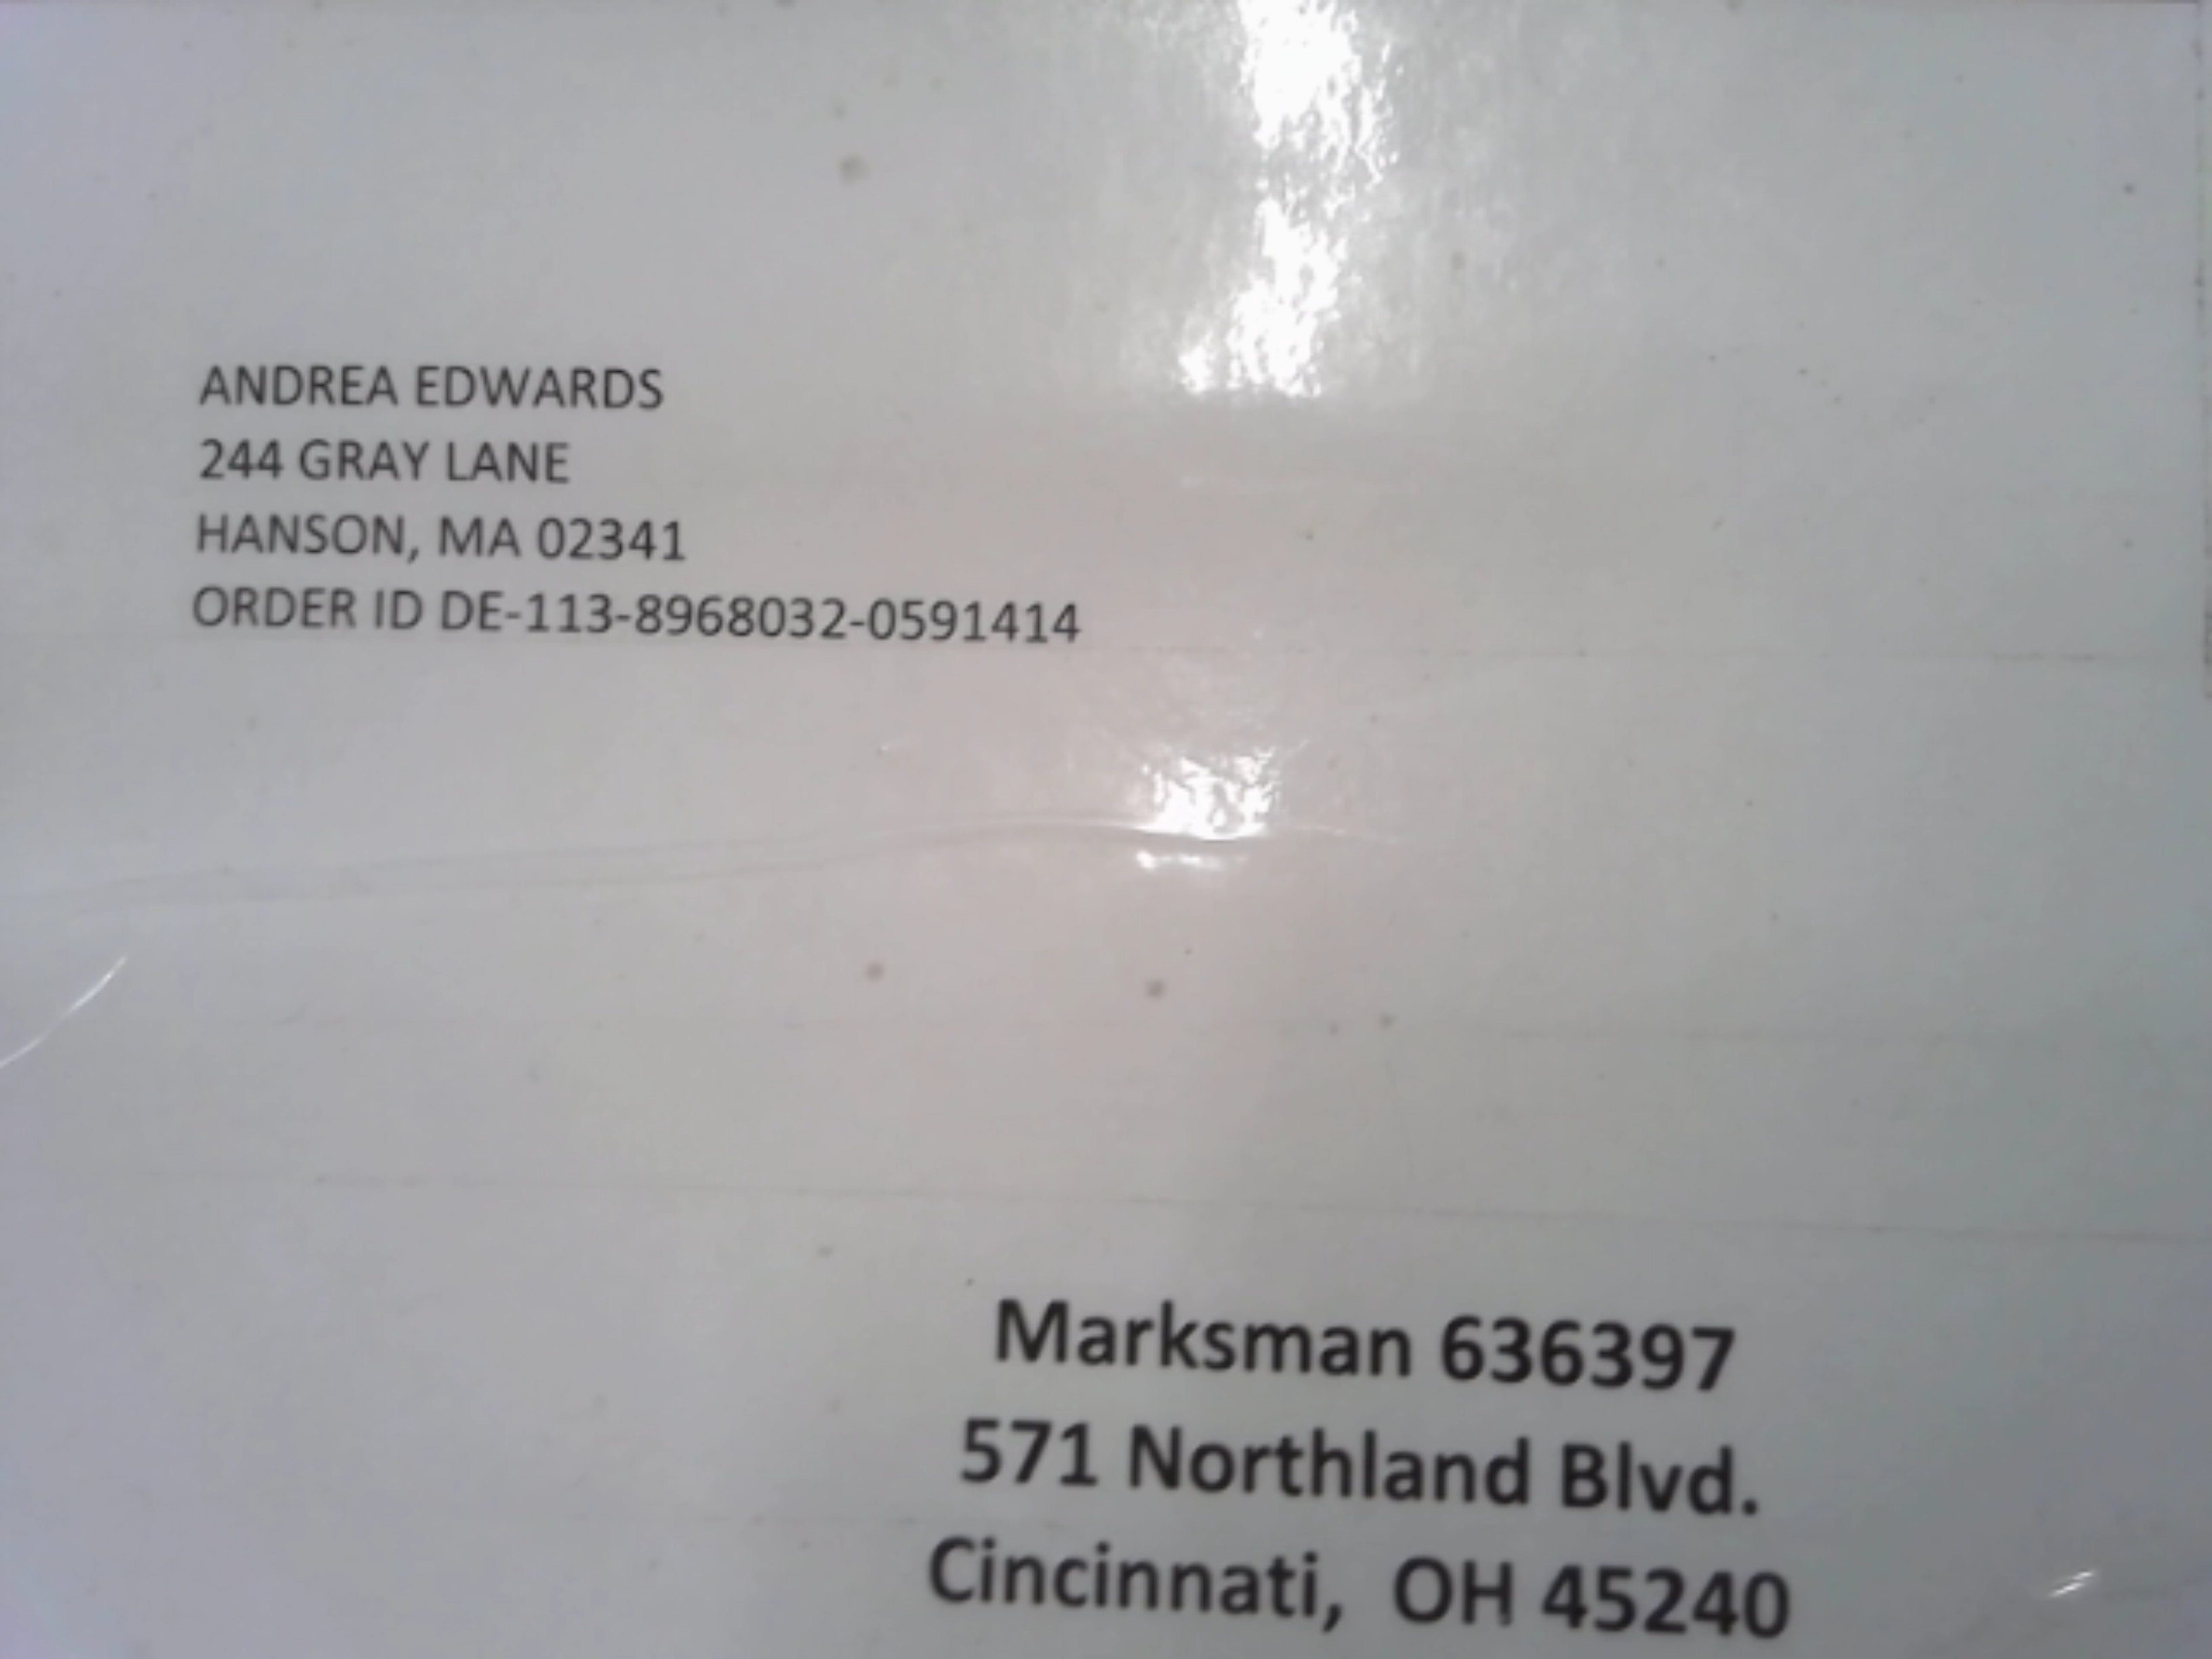 ANDREA EDWARDS
244 GRAY LANE
HANSON, MA 02341
ORDER ID DE-113-8968032-0591414
Marksman 636397
571 Northland Blvd.
Cincinnati, OH 45240